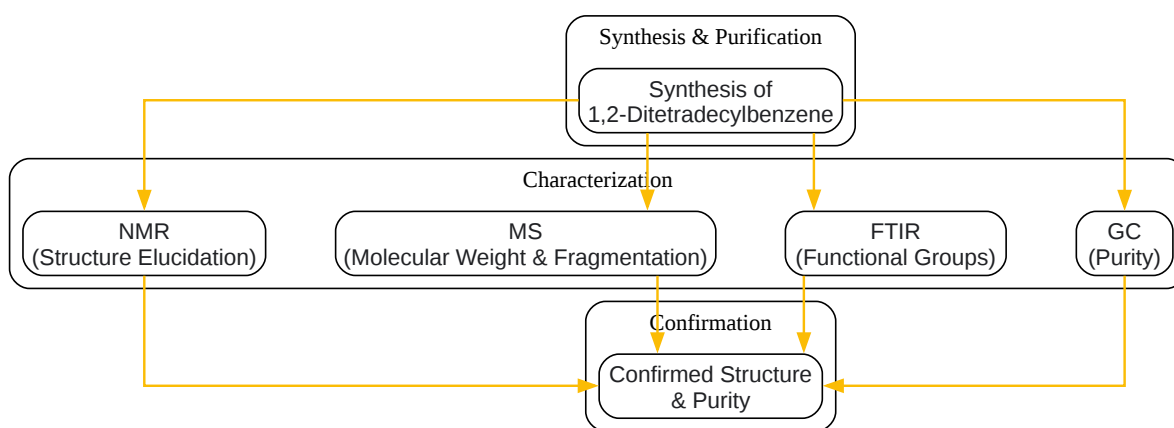 Synthesis & Purification
Synthesis of
1,2-Ditetradecylbenzene
Characterization
NMR
(Structure Elucidation)
MS
(Molecular Weight & Fragmentation)
FTIR
(Functional Groups)
GC
(Purity)
Confirmation
Confirmed Structure
& Purity